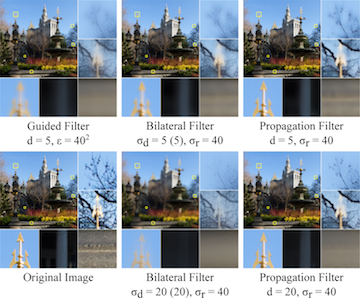 Guided Filter
d = 5, ε = 40²
Bilateral Filter
σd = 5 (5), σr = 40
Propagation Filter
d = 5, σr = 40
Original Image
Bilateral Filter
σd = 20 (20), σr = 40
Propagation Filter
d = 20, σr = 40